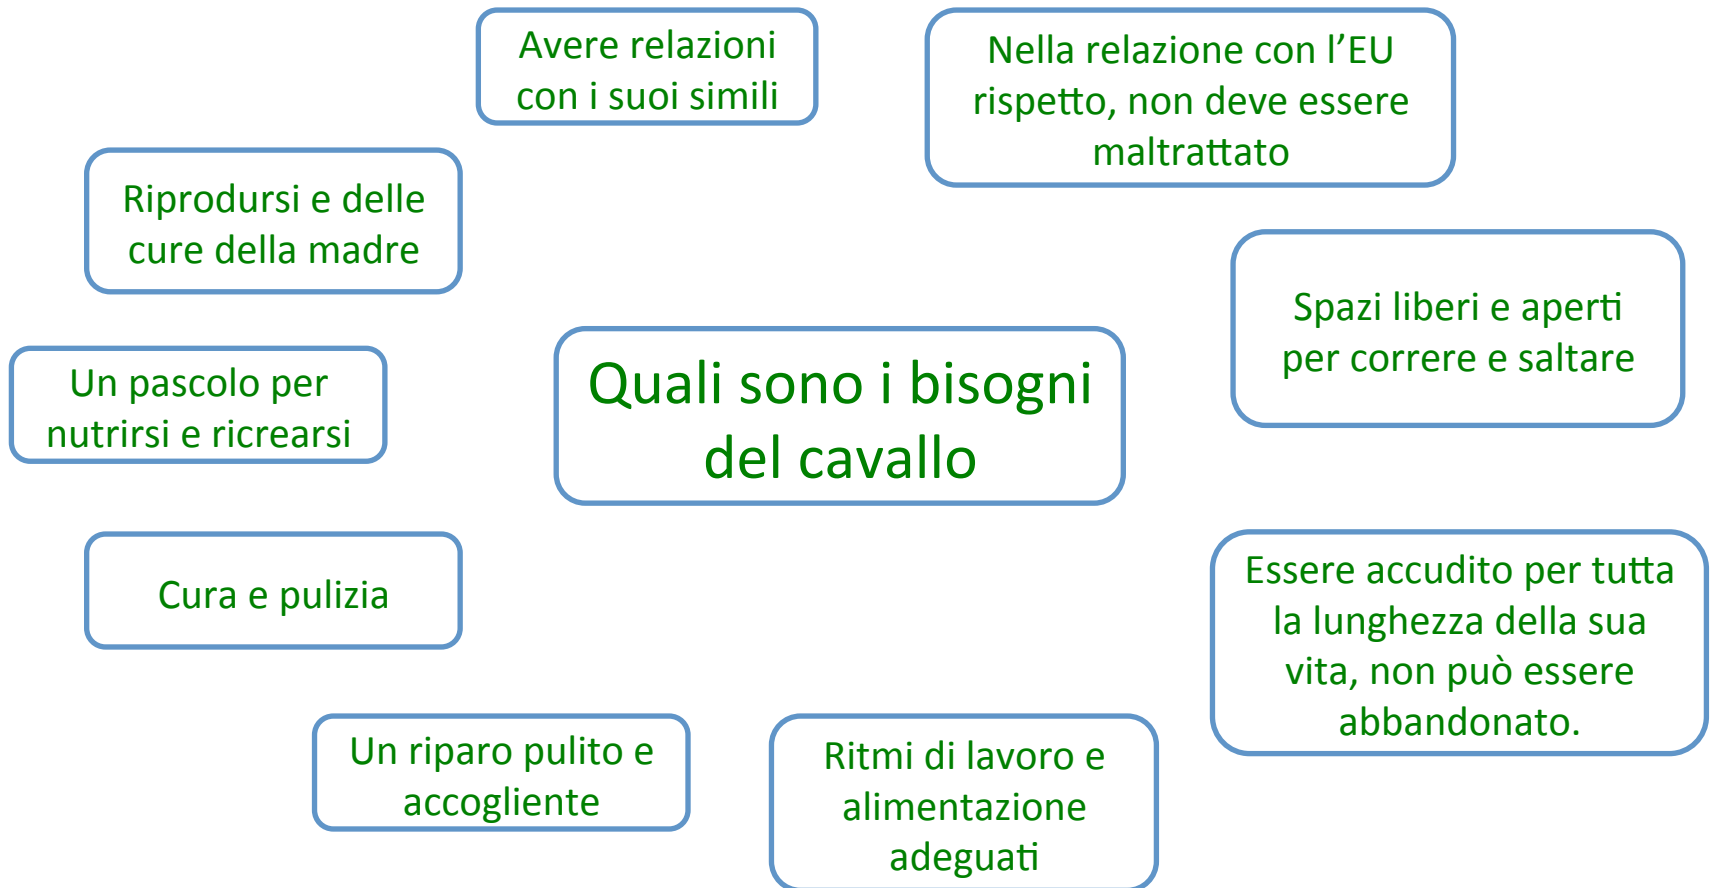 Avere relazioni
con i suoi simili
Nella relazione con l’EU
rispetto, non deve essere
maltrattato
Riprodursi e delle
cure della madre
Spazi liberi e aperti
per correre e saltare
Quali sono i bisogni
del cavallo
Un pascolo per
nutrirsi e ricrearsi
Cura e pulizia
Essere accudito per tutta
la lunghezza della sua
vita, non può essere
abbandonato.
Un riparo pulito e
accogliente
Ritmi di lavoro e
alimentazione
adeguati